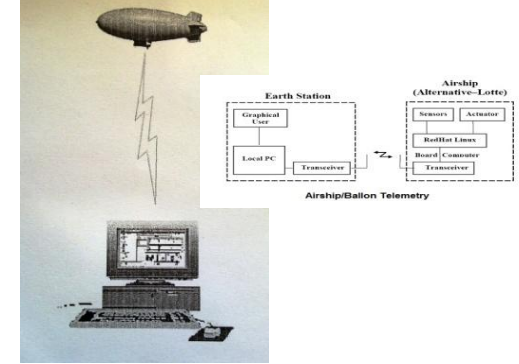 Earth Station
Graphical
User
Local PC
Transceiver
Airship
(Alternative–Lotte)
Sensors
Actuator
RedHat Linux
Board Computer
Transceiver
Airship/Ballon Telemetry